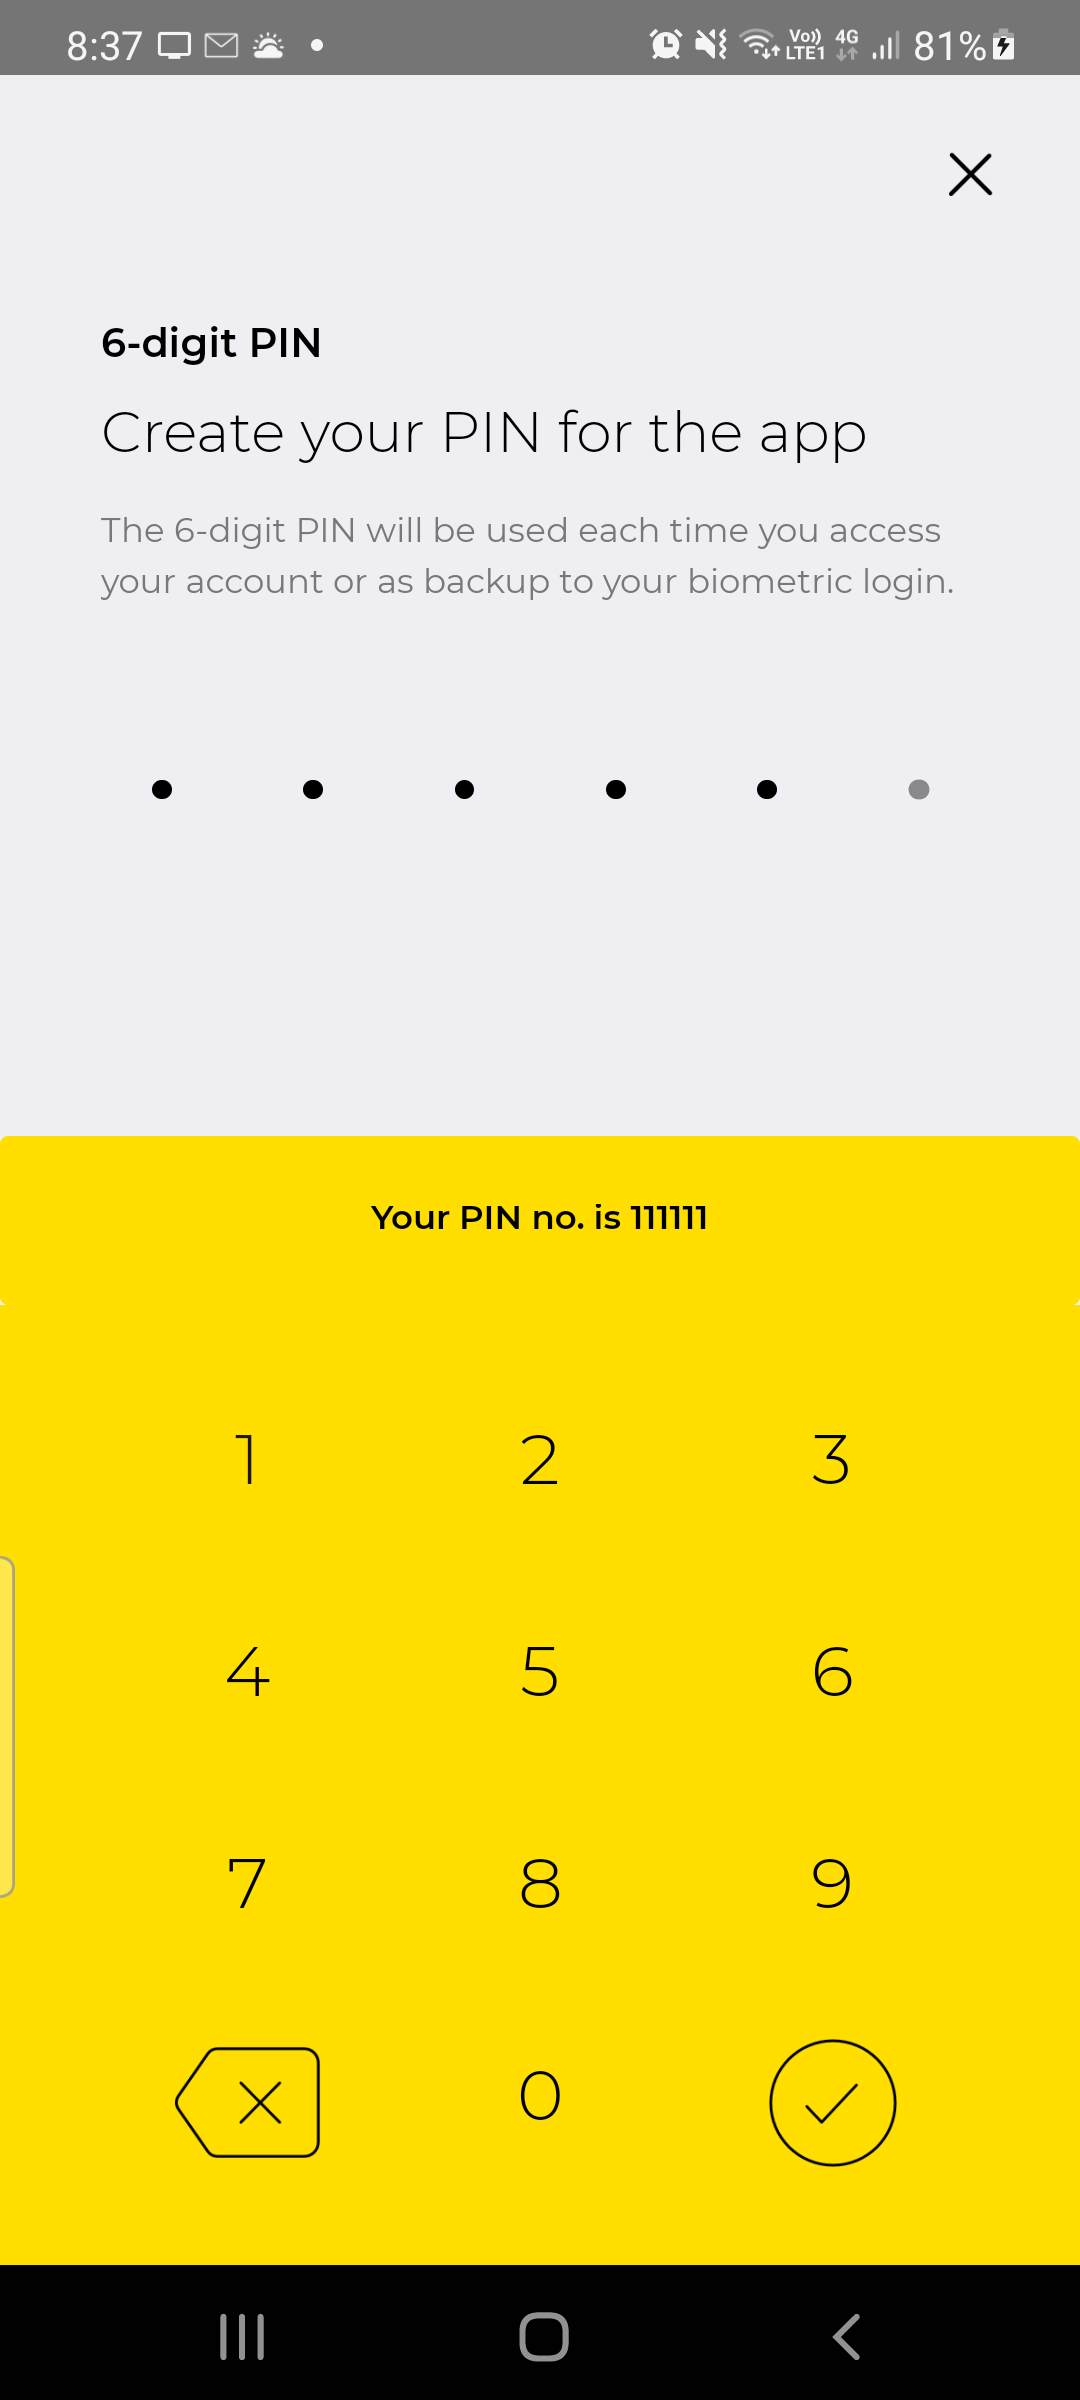 8:37
Vo)) 4G 81%
LTE1
6-digit PIN
Create your PIN for the app
The 6-digit PIN will be used each time you access
your account or as backup to your biometric login.
Your PIN no. is 111111
1 2 3
4 5 6
7 8 9
0